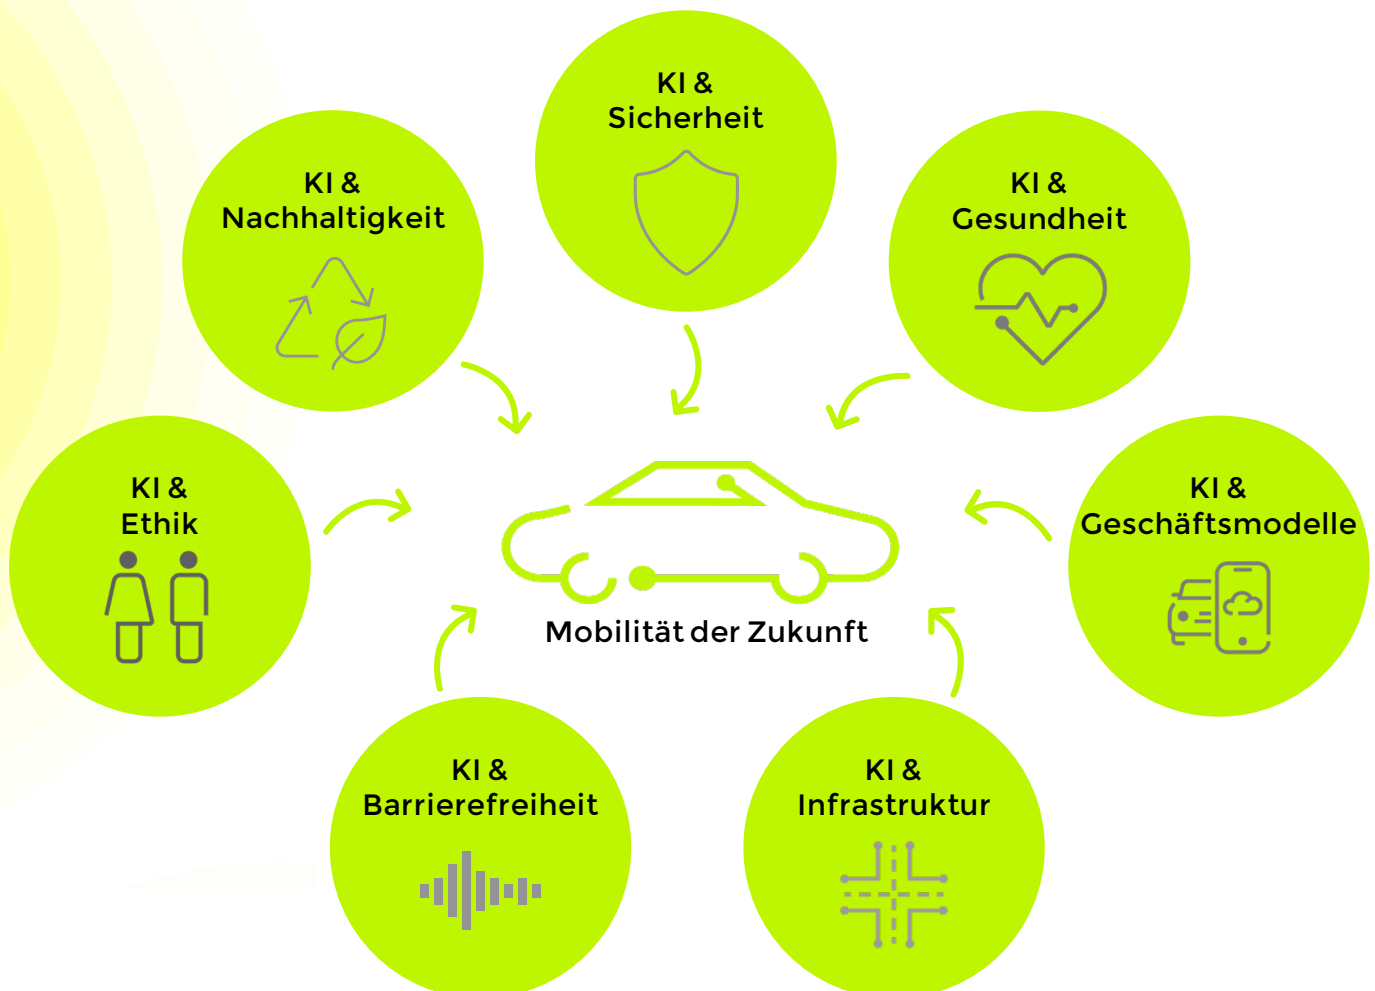 KI &
Sicherheit
KI &
Nachhaltigkeit
KI &
Gesundheit
KI &
Ethik
KI &
Geschäftsmodelle
Mobilität der Zukunft
KI &
Barrierefreiheit
KI &
Infrastruktur